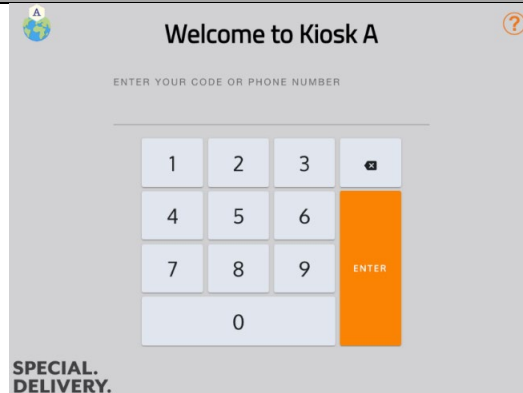 A
Welcome to Kiosk A
?
ENTER YOUR CODE OR PHONE NUMBER
1 2 3
4 5 6
7 8 9 ENTER
0
SPECIAL.
DELIVERY.